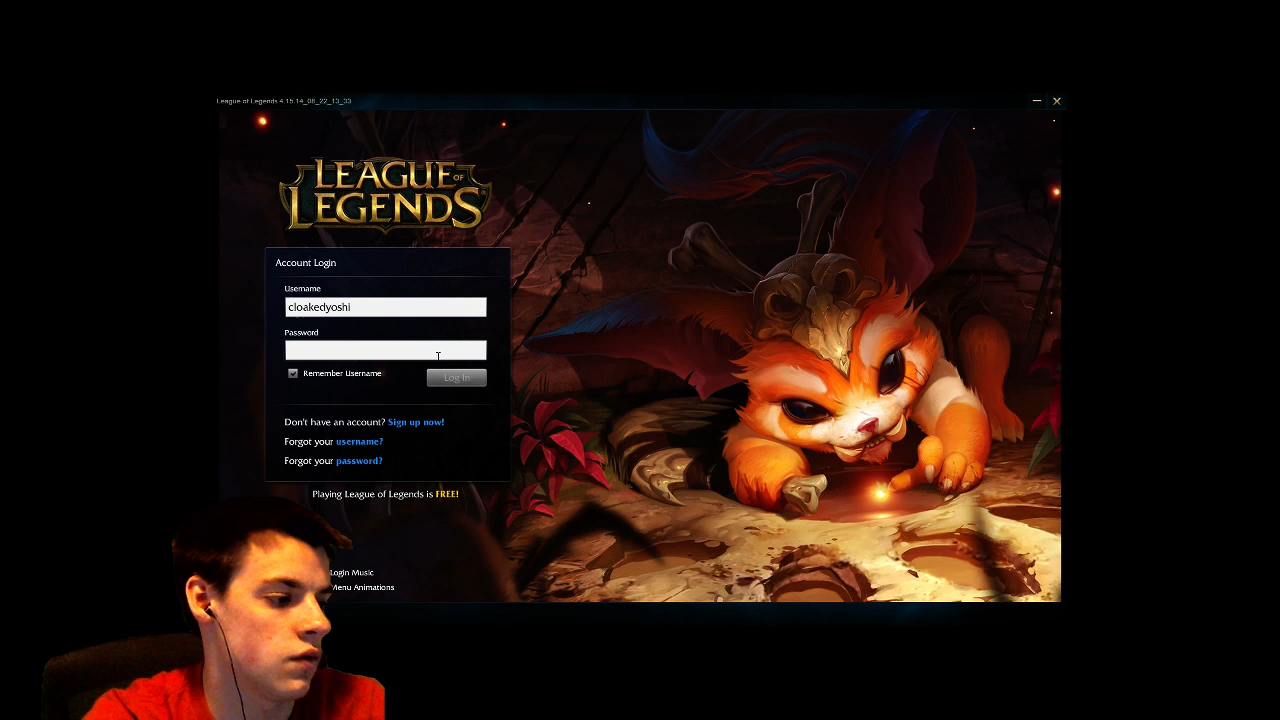 League of Legends 4.15.14_08_22_13_33
LEAGUE OF
LEGENDS
Account Login
Username
cloakedyoshi
Password
Remember Username
Log In
Don't have an account? Sign up now!
Forgot your username?
Forgot your password?
Playing League of Legends is FREE!
Login Music
Menu Animations